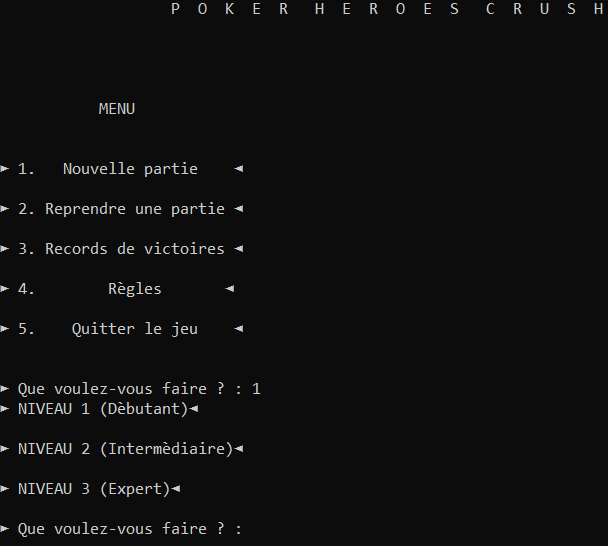 P O K E R  H E R O E S  C R U S H
MENU
► 1.   Nouvelle partie    ◄
► 2. Reprendre une partie ◄
► 3. Records de victoires ◄
► 4.        Règles       ◄
► 5.    Quitter le jeu    ◄
► Que voulez-vous faire ? : 1
► NIVEAU 1 (Dèbutant)◄
► NIVEAU 2 (Intermèdiaire)◄
► NIVEAU 3 (Expert)◄
► Que voulez-vous faire ? :